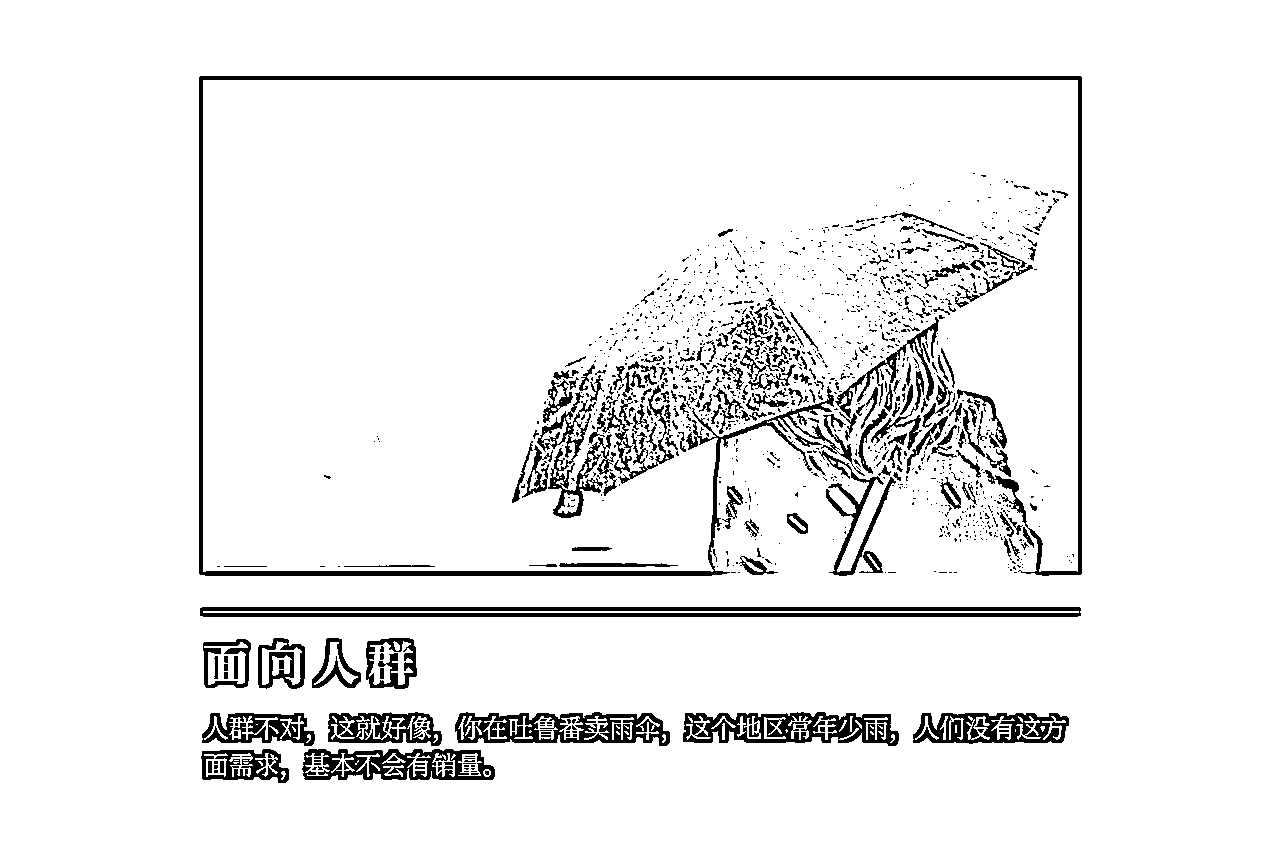 面向人群
人群不对，这就好像，你在吐鲁番卖雨伞，这个地区常年少雨，人们没有这方
面需求，基本不会有销量。